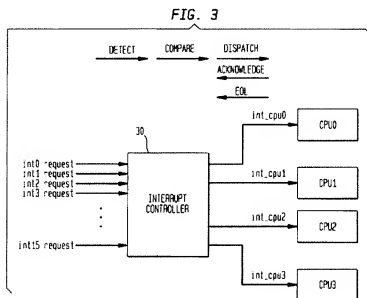 FIG. 3
DETECT COMPARE DISPATCH
ACKNOWLEDGE
EOI
30
int0 request
int1 request
int2 request
int3 request
int15 request
INTERRUPT
CONTROLLER
int_cpu0
CPU0
int_cpu1
CPU1
int_cpu2
CPU2
int_cpu3
CPU3